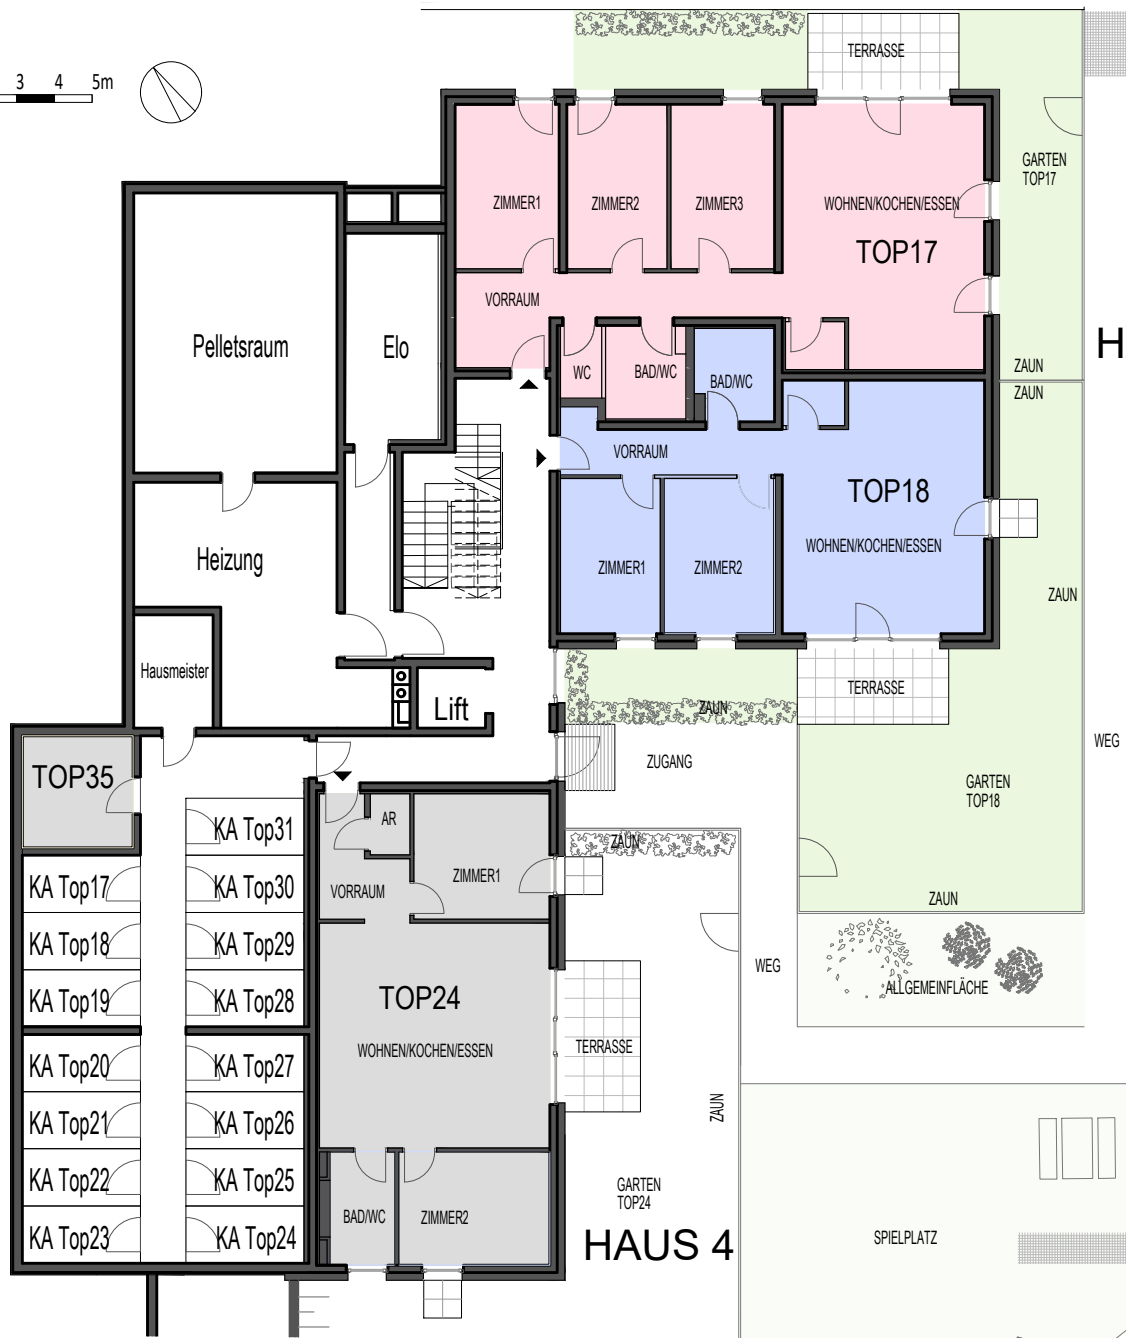 3 4 5m
TERRASSE
GARTEN
TOP17
ZIMMER1
ZIMMER2
ZIMMER3
WOHNEN/KOCHEN/ESSEN
TOP17
VORRAUM
Pelletsraum
Elo
H
WC
BAD/WC
BAD/WC
ZAUN
ZAUN
VORRAUM
TOP18
Heizung
ZIMMER1
ZIMMER2
WOHNEN/KOCHEN/ESSEN
ZAUN
Hausmeister
Lift
TERRASSE
ZAUN
WEG
ZUGANG
TOP35
GARTEN
TOP18
AR
KA Top31
ZAUN
KA Top17
KA Top30
VORRAUM
ZIMMER1
ZAUN
KA Top18
KA Top29
WEG
KA Top19
KA Top28
TOP24
ALLGEMEINFLÄCHE
WOHNEN/KOCHEN/ESSEN
TERRASSE
KA Top20
KA Top27
KA Top21
KA Top26
ZAUN
KA Top22
KA Top25
GARTEN
TOP24
KA Top23
KA Top24
BAD/WC
ZIMMER2
HAUS 4
SPIELPLATZ